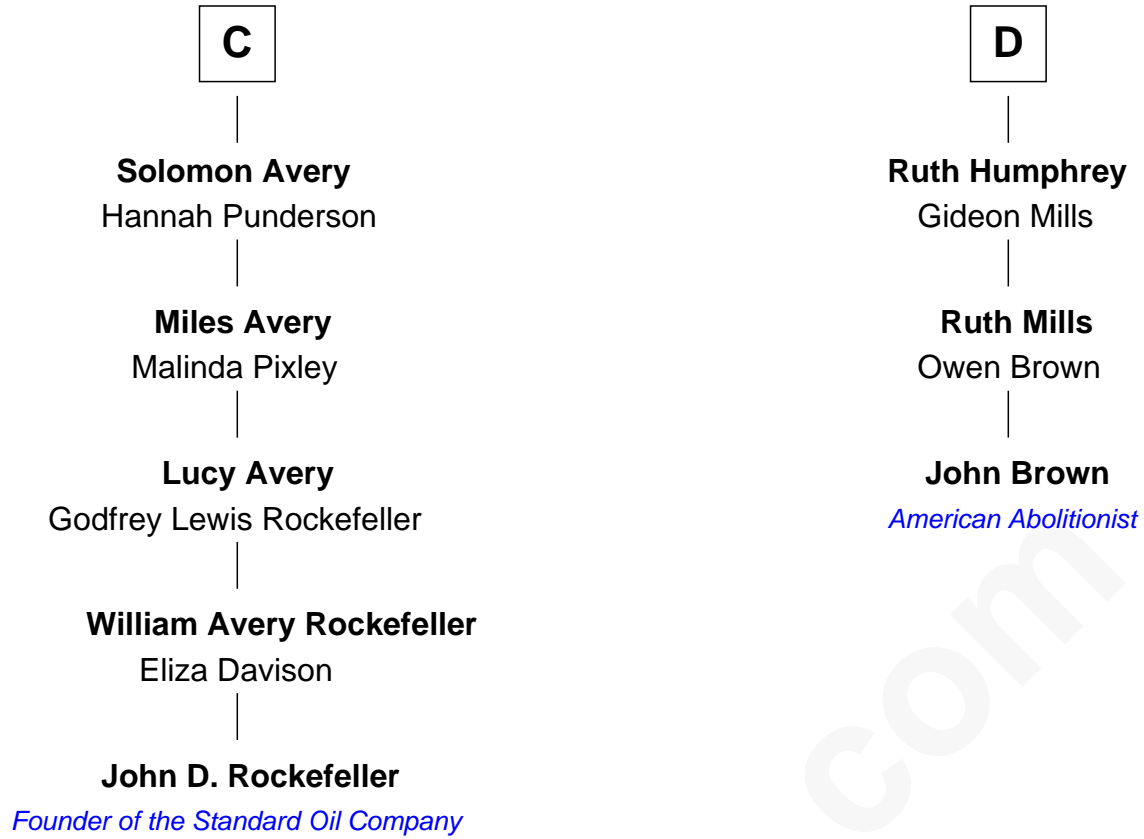 C
Solomon Avery
Hannah Punderson
Miles Avery
Malinda Pixley
Lucy Avery
Godfrey Lewis Rockefeller
William Avery Rockefeller
Eliza Davison
John D. Rockefeller
Founder of the Standard Oil Company
D
Ruth Humphrey
Gideon Mills
Ruth Mills
Owen Brown
John Brown
American Abolitionist
com